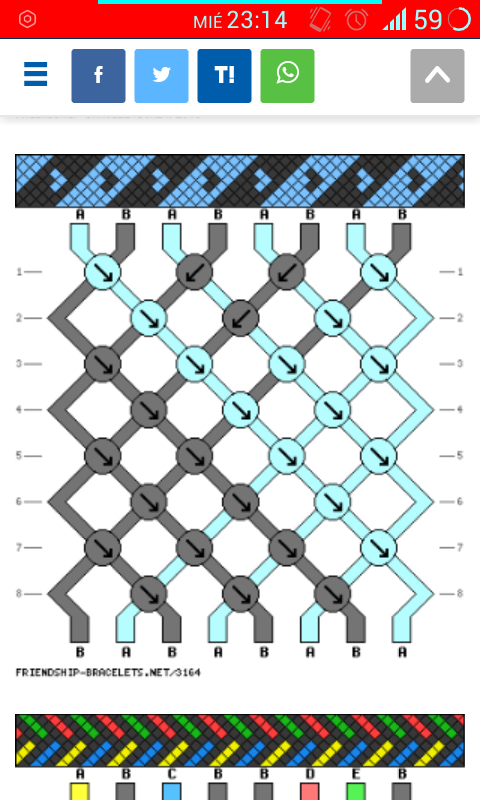 MIÉ 23:14 59
f T!
A B A B A B A B
1 1
2 2
3 3
4 4
5 5
6 6
7 7
8 8
B A B A B A B A
FRIENDSHIP-BRACELETS.NET/3164
A B C B B D E B